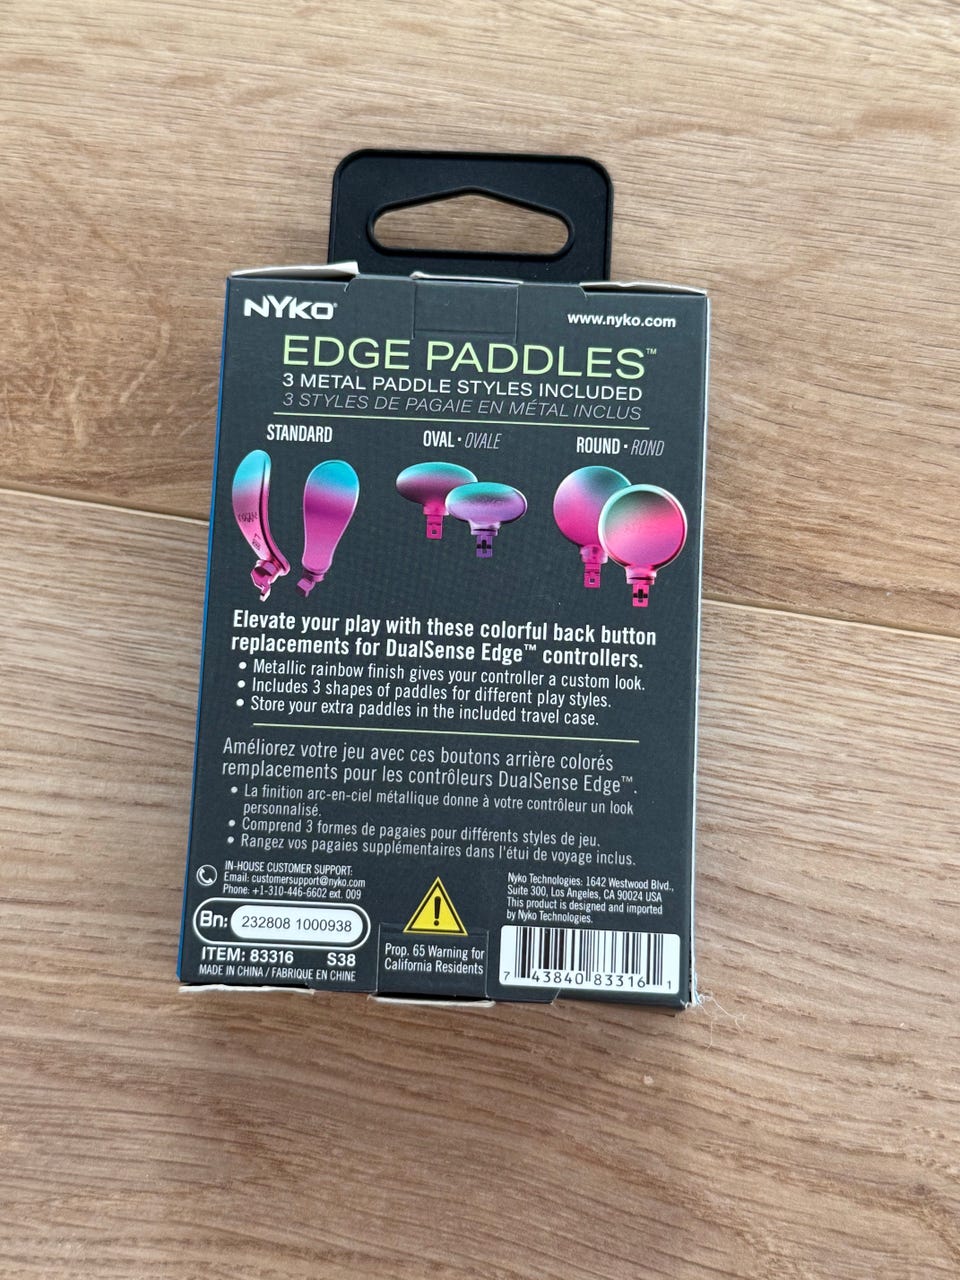 NYKO®
www.nyko.com
EDGE PADDLES™
3 METAL PADDLE STYLES INCLUDED
3 STYLES DE PAGAIE EN MÉTAL INCLUS
STANDARD
OVAL • OVALE
ROUND • ROND
Elevate your play with these colorful back button
replacements for DualSense Edge™ controllers.
• Metallic rainbow finish gives your controller a custom look.
• Includes 3 shapes of paddles for different play styles.
• Store your extra paddles in the included travel case.
Améliorez votre jeu avec ces boutons arrière colorés
remplacements pour les contrôleurs DualSense Edge™.
• La finition arc-en-ciel métallique donne à votre contrôleur un look
personnalisé.
• Comprend 3 formes de pagaies pour différents styles de jeu.
• Rangez vos pagaies supplémentaires dans l'étui de voyage inclus.
IN-HOUSE CUSTOMER SUPPORT:
Email: customersupport@nyko.com
Phone: +1-310-446-6602 ext. 009
Bn: 232808 1000938
ITEM: 83316 S38
MADE IN CHINA / FABRIQUE EN CHINE
!
Prop. 65 Warning for
California Residents
Nyko Technologies: 1642 Westwood Blvd.,
Suite 300, Los Angeles, CA 90024 USA
This product is designed and imported
by Nyko Technologies.
7 43840 83316 1